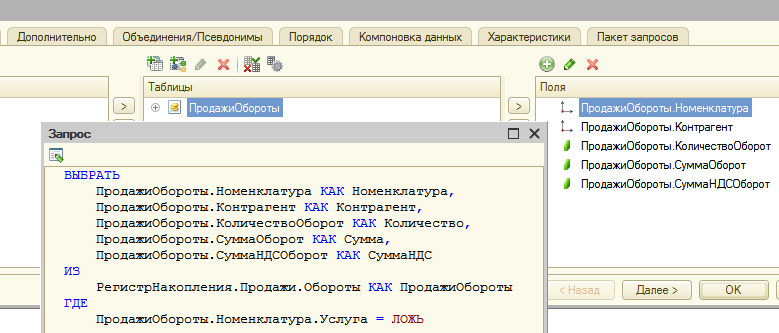 Дополнительно
Объединения/Псевдонимы
Порядок
Компоновка данных
Характеристики
Пакет запросов
Таблицы
ПродажиОбороты
Поля
ПродажиОбороты.Номенклатура
ПродажиОбороты.Контрагент
ПродажиОбороты.КоличествоОборот
ПродажиОбороты.СуммаОборот
ПродажиОбороты.СуммаНДСОборот
Запрос
ВЫБРАТЬ
ПродажиОбороты.Номенклатура КАК Номенклатура,
ПродажиОбороты.Контрагент КАК Контрагент,
ПродажиОбороты.КоличествоОборот КАК Количество,
ПродажиОбороты.СуммаОборот КАК Сумма,
ПродажиОбороты.СуммаНДСОборот КАК СуммаНДС
ИЗ
РегистрНакопления.Продажи.Обороты КАК ПродажиОбороты
ГДЕ
ПродажиОбороты.Номенклатура.Услуга = ЛОЖЬ
< Назад
Далее >
OK